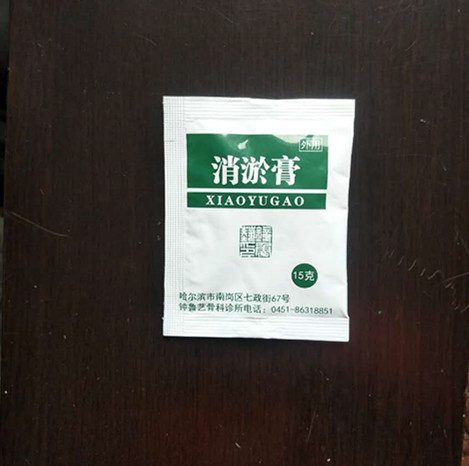 外用
消淤膏
XIAOYUGAO
15克
哈尔滨市南岗区七政街67号
钟鲁艺骨科诊所电话：0451-86318851